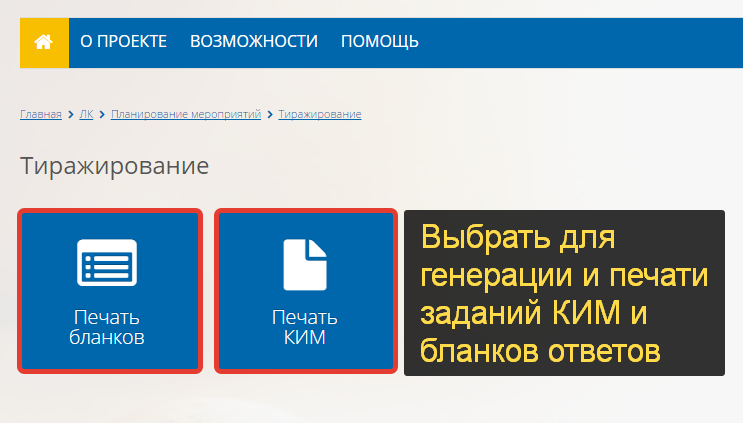 О ПРОЕКТЕ ВОЗМОЖНОСТИ ПОМОЩЬ
Главная ЛК Планирование мероприятий Тиражирование
Тиражирование
Печать
бланков
Печать
КИМ
Выбрать для
генерации и печати
заданий КИМ и
бланков ответов